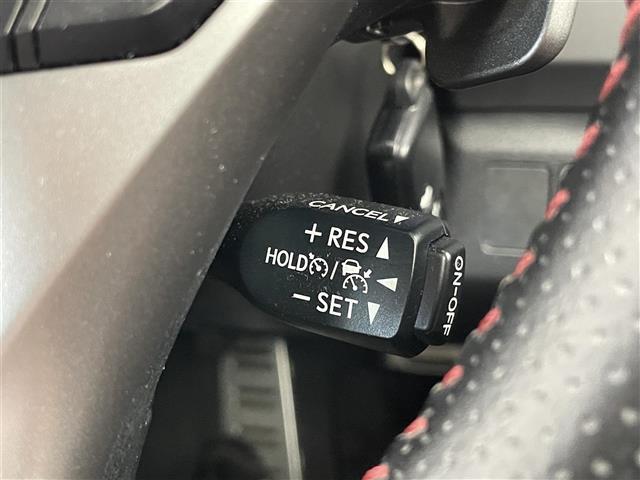 CANCEL
+ RES
HOLD /
− SET
ON-OFF